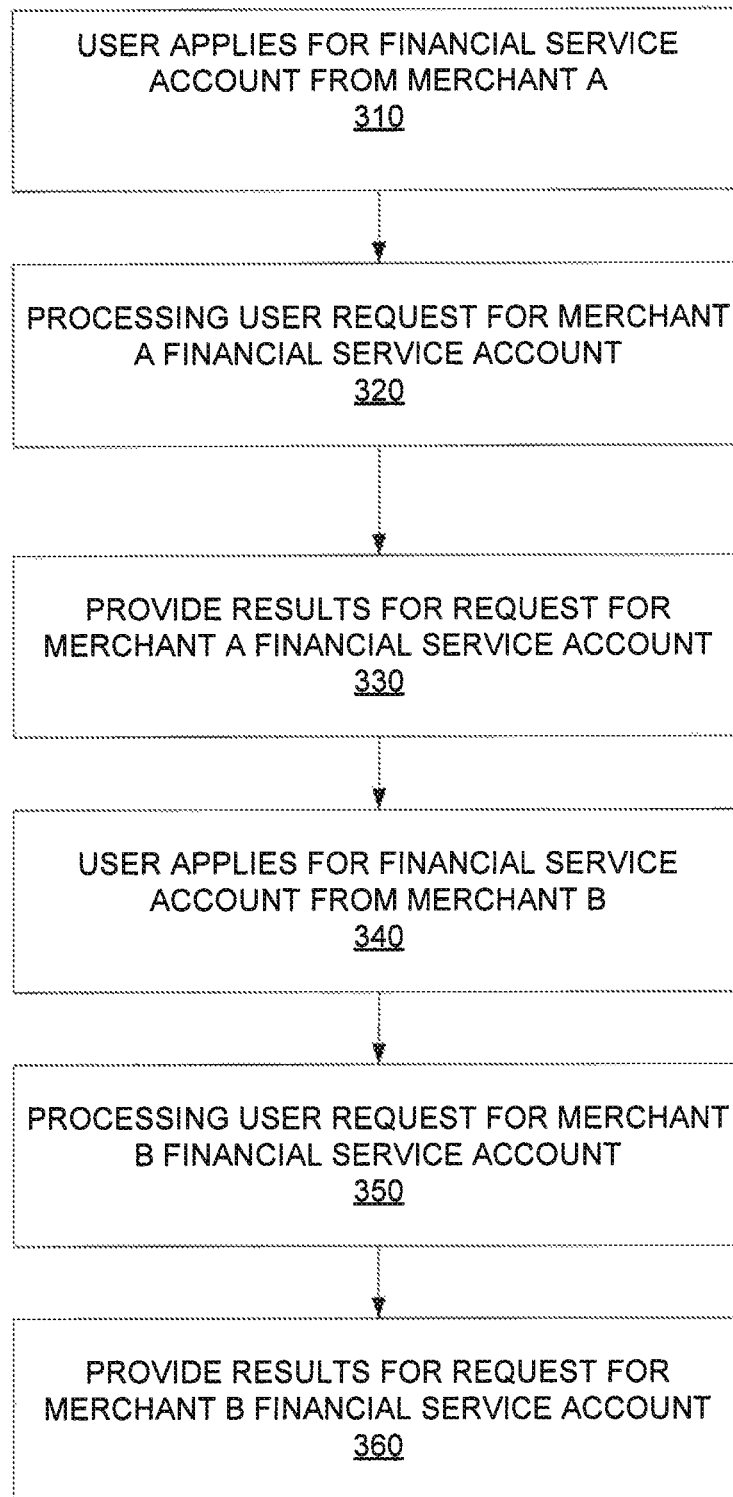 USER APPLIES FOR FINANCIAL SERVICE
ACCOUNT FROM MERCHANT A
310
PROCESSING USER REQUEST FOR MERCHANT
A FINANCIAL SERVICE ACCOUNT
320
PROVIDE RESULTS FOR REQUEST FOR
MERCHANT A FINANCIAL SERVICE ACCOUNT
330
USER APPLIES FOR FINANCIAL SERVICE
ACCOUNT FROM MERCHANT B
340
PROCESSING USER REQUEST FOR MERCHANT
B FINANCIAL SERVICE ACCOUNT
350
PROVIDE RESULTS FOR REQUEST FOR
MERCHANT B FINANCIAL SERVICE ACCOUNT
360